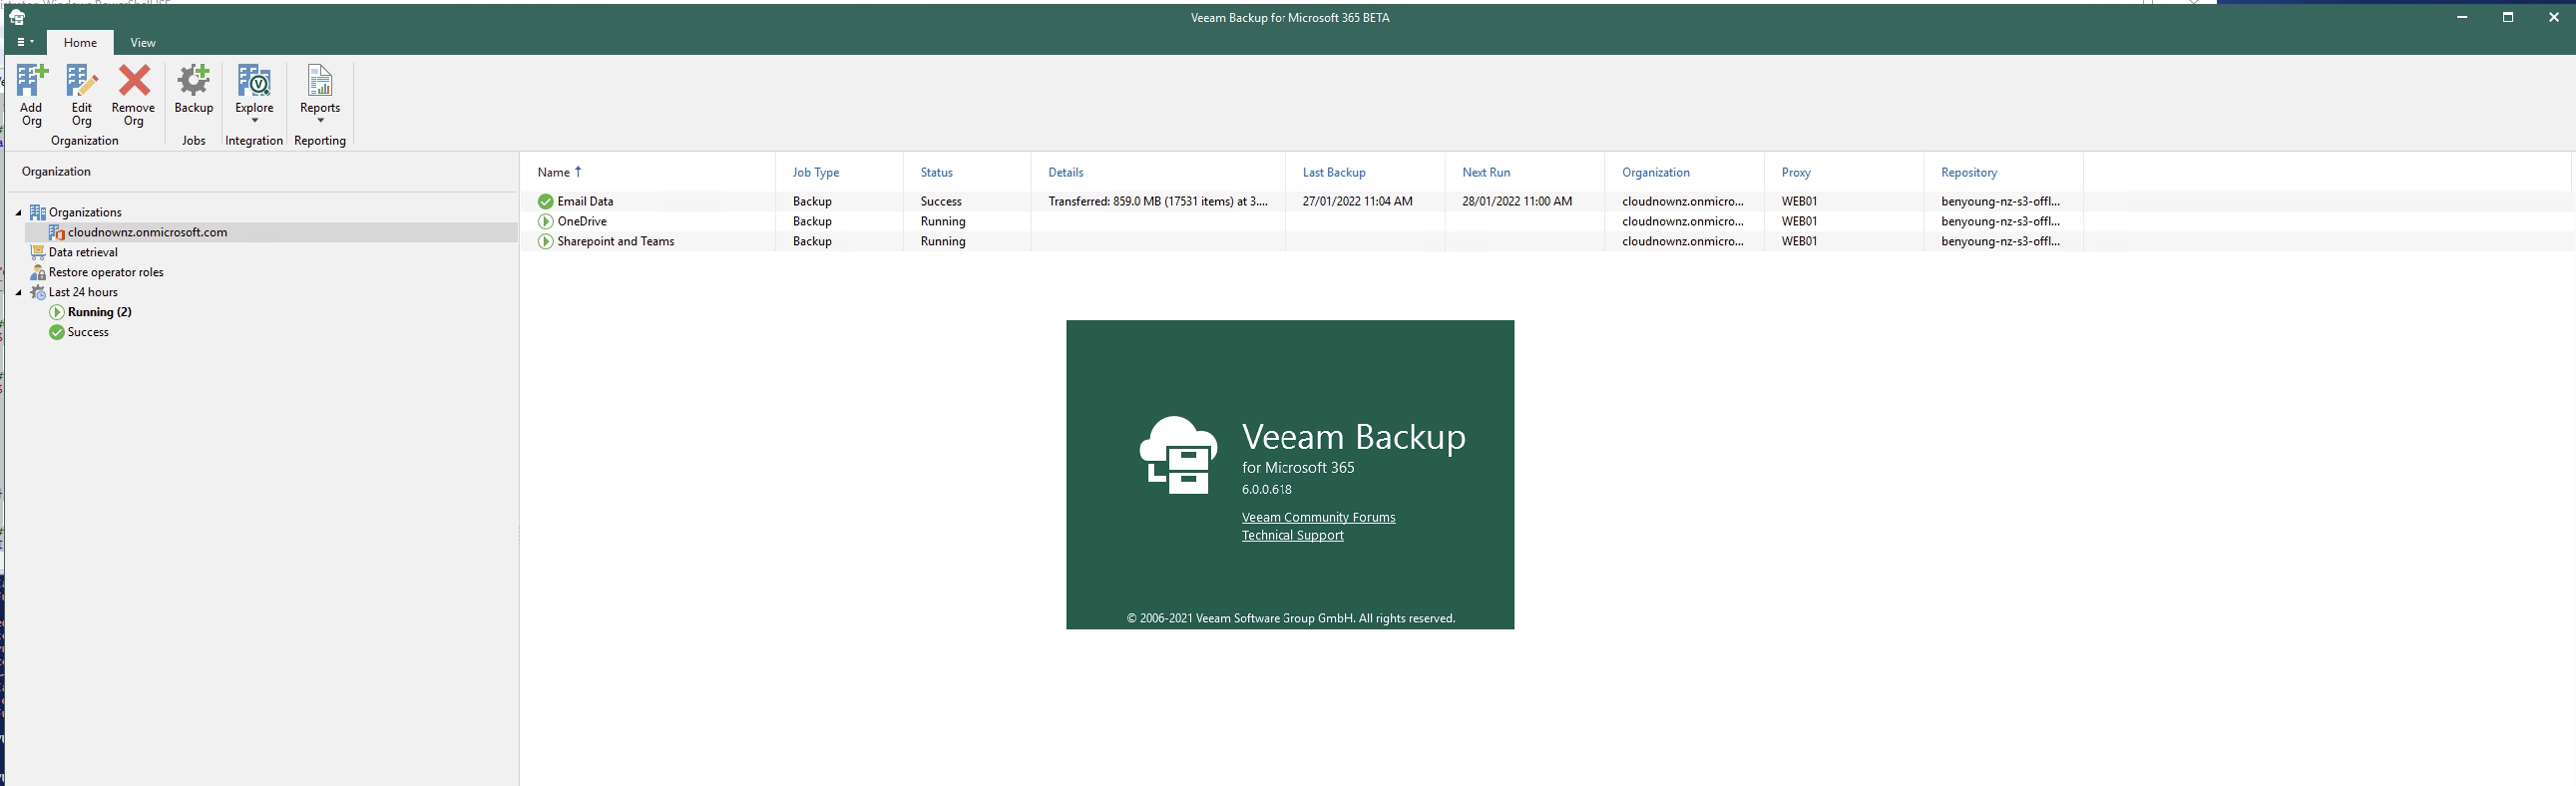 Veeam Backup for Microsoft 365 BETA
Home View
Add Org
Edit Org
Remove Org
Backup
Explore
Reports
Organization Jobs Integration Reporting
Organization
Organizations
cloudnownz.onmicrosoft.com
Data retrieval
Restore operator roles
Last 24 hours
Running (2)
Success
Name Job Type Status Details Last Backup Next Run Organization Proxy Repository
Email Data Backup Success Transferred: 859.0 MB (17531 items) at 3.... 27/01/2022 11:04 AM 28/01/2022 11:00 AM cloudnownz.onmicro... WEB01 benyoung-nz-s3-offl...
OneDrive Backup Running cloudnownz.onmicro... WEB01 benyoung-nz-s3-offl...
Sharepoint and Teams Backup Running cloudnownz.onmicro... WEB01 benyoung-nz-s3-offl...
Veeam Backup
for Microsoft 365
6.0.0.618
Veeam Community Forums
Technical Support
© 2006-2021 Veeam Software Group GmbH. All rights reserved.